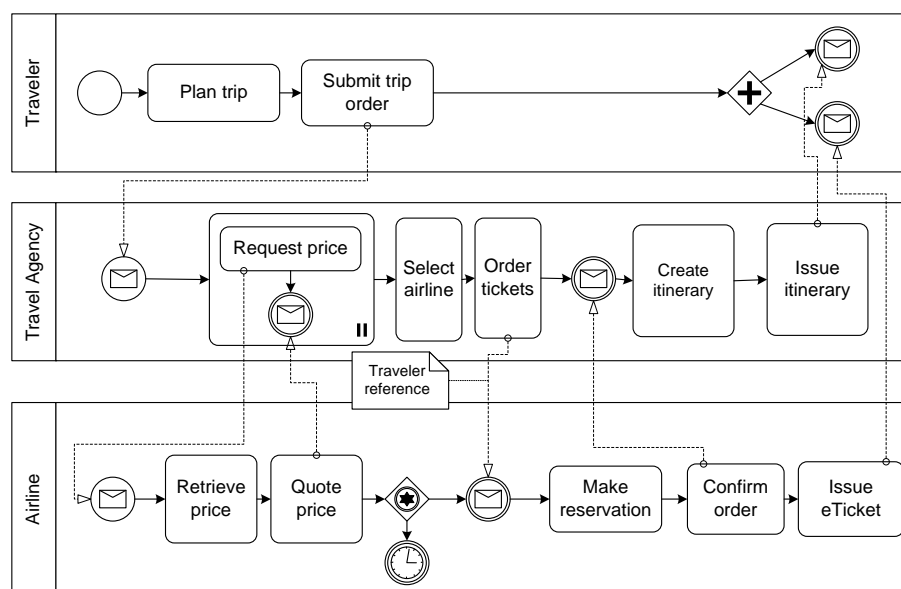 Traveler
Plan trip
Submit trip
order
Travel Agency
Request price
Select
airline
Order
tickets
Create
itinerary
Issue
itinerary
Traveler
reference
Airline
Retrieve
price
Quote
price
Make
reservation
Confirm
order
Issue
eTicket